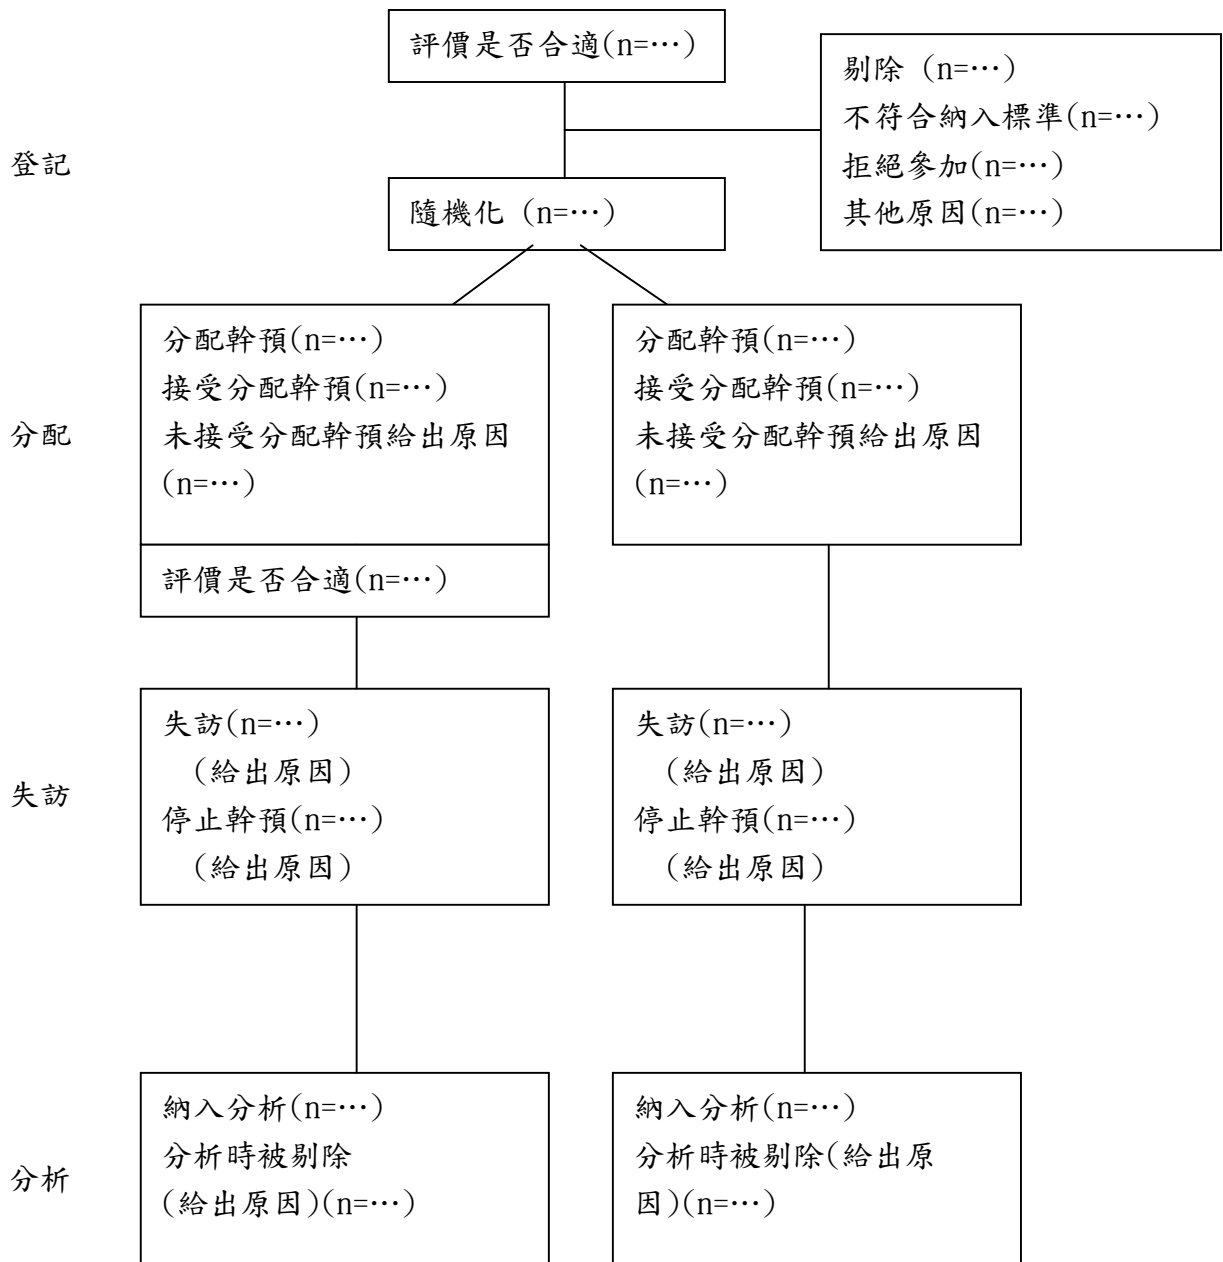 評價是否合適(n=…)
剔除 (n=…)
不符合納入標準(n=…)
拒絕參加(n=…)
其他原因(n=…)
登記
隨機化 (n=…)
分配幹預(n=…)
接受分配幹預(n=…)
未接受分配幹預給出原因
(n=…)
分配幹預(n=…)
接受分配幹預(n=…)
未接受分配幹預給出原因
(n=…)
分配
評價是否合適(n=…)
失訪(n=…)
(給出原因)
停止幹預(n=…)
(給出原因)
失訪(n=…)
(給出原因)
停止幹預(n=…)
(給出原因)
失訪
納入分析(n=…)
分析時被剔除
(給出原因)(n=…)
納入分析(n=…)
分析時被剔除(給出原
因)(n=…)
分析